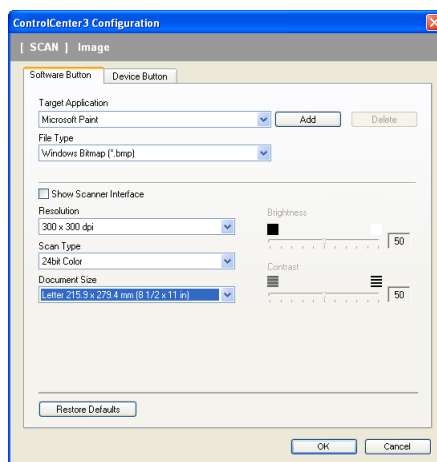 ControlCenter3 Configuration
[ SCAN ] Image
Software Button Device Button
Target Application
Microsoft Paint Add Delete
File Type
Windows Bitmap (*.bmp)
Show Scanner Interface
Resolution Brightness
300 x 300 dpi 50
Scan Type
24bit Color
Contrast
Document Size
Letter 215.9 x 279.4 mm (8 1/2 x 11 in) 50
Restore Defaults
OK Cancel